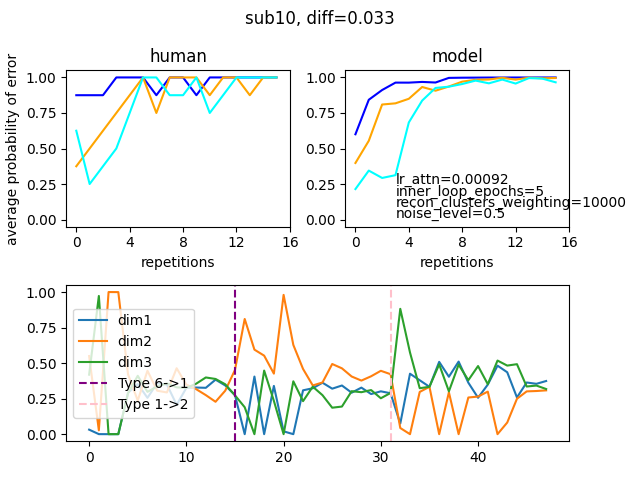 sub10, diff=0.033
human
model
average probability of error
1.00
0.75
0.50
0.25
0.00
0 4 8 12 16
repetitions
1.00
0.75
0.50
0.25
0.00
lr_attn=0.00092
inner_loop_epochs=5
recon_clusters_weighting=10000
noise_level=0.5
0 4 8 12 16
repetitions
1.00
0.75
0.50
0.25
0.00
dim1
dim2
dim3
Type 6->1
Type 1->2
0 10 20 30 40